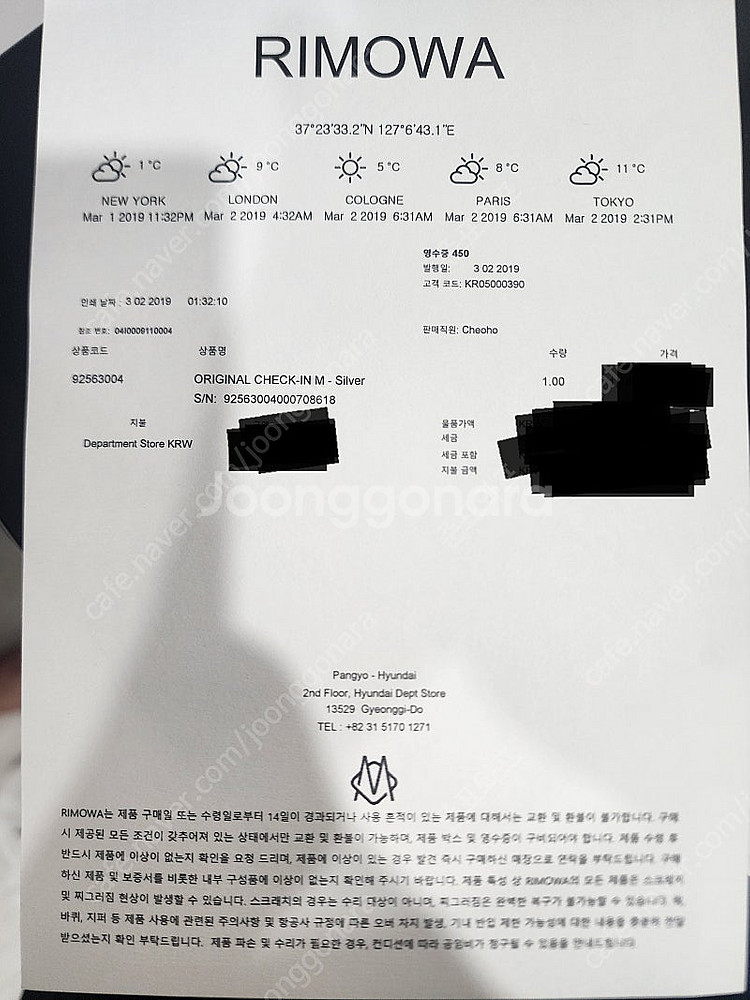 RIMOWA
37°23'33.2"N 127°6'43.1"E
1 °C 9 °C 5 °C 8 °C 11 °C
NEW YORK LONDON COLOGNE PARIS TOKYO
Mar 1 2019 11:32PM Mar 2 2019 4:32AM Mar 2 2019 6:31AM Mar 2 2019 6:31AM Mar 2 2019 2:31PM
영수증 450
발행일: 3 02 2019
고객 코드: KR05000390
인쇄 날짜 : 3 02 2019 01:32:10
참조 번호: 04I0009110004 판매직원: Cheoho
상품코드 상품명 수량 가격
92563004 ORIGINAL CHECK-IN M - Silver 1.00
S/N: 92563004000708618
지불 물품가액
Department Store KRW 세금
세금 포함
지불 금액
Joonggonara
Pangyo - Hyundai
2nd Floor, Hyundai Dept Store
13529 Gyeonggi-Do
TEL : +82 31 5170 1271
RIMOWA는 제품 구매일 또는 수령일로부터 14일이 경과되거나 사용 흔적이 있는 제품에 대해서는 교환 및 환불이 불가합니다. 구매
시 제공된 모든 조건이 갖추어져 있는 상태에서만 교환 및 환불이 가능하며, 제품 박스 및 영수증이 구비되어야 합니다. 제품 수령 후
반드시 제품에 이상이 없는지 확인을 요청 드리며, 제품에 이상이 있는 경우 발견 즉시 구매하신 매장으로 연락을 부탁드립니다. 구매
하신 제품 및 보증서를 비롯한 내부 구성품에 이상이 없는지 확인해 주시기 바랍니다. 제품 특성 상 RIMOWA의 모든 제품은 스크래치
및 찌그러짐 현상이 발생할 수 있습니다. 스크래치의 경우는 수리 대상이 아니며, 찌그러짐은 완벽한 복구가 불가능할 수 있습니다.
바퀴, 지퍼 등 제품 사용에 관련된 주의사항 및 항공사 규정에 따른 오버 차지 발생, 기내 반입 제한 가능성에 대한 내용을 충분히 전달
받으셨는지 확인 부탁드립니다. 제품 파손 및 수리가 필요한 경우, 컨디션에 따라 공임비가 청구될 수 있음을 안내드립니다.
cafe.naver.com/joonggonara